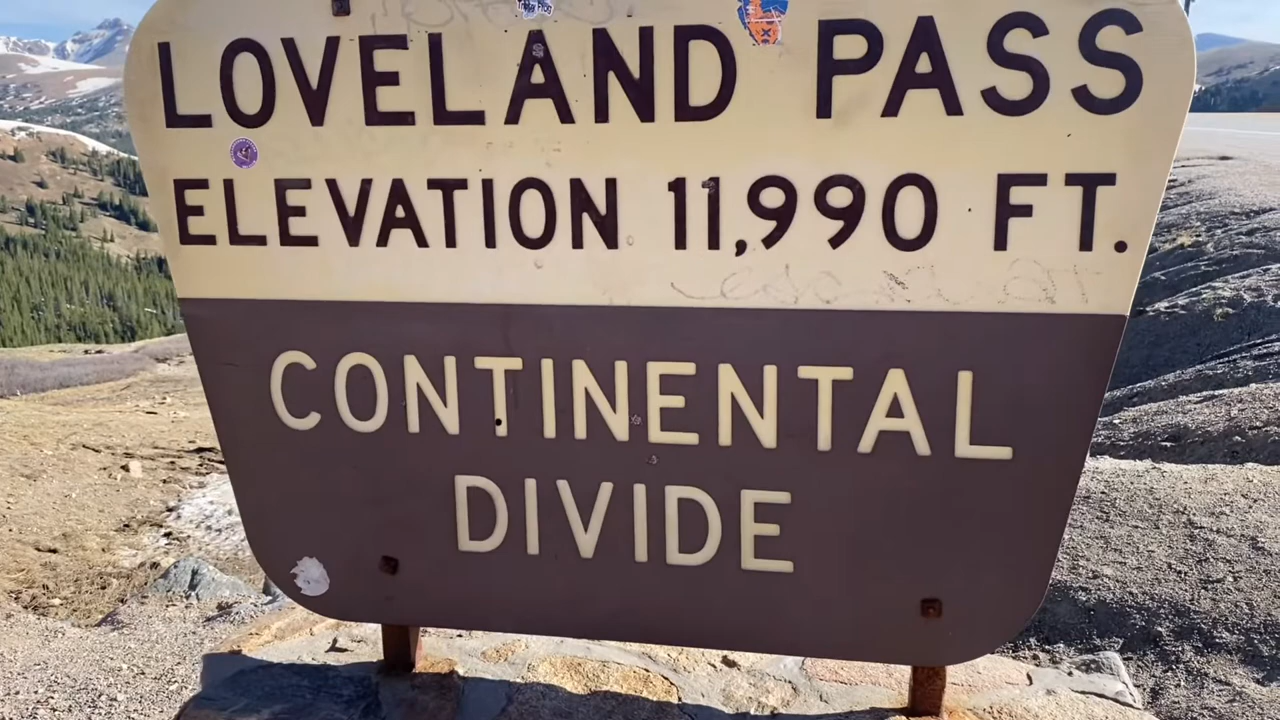 LOVELAND PASS
ELEVATION 11,990 FT.
CONTINENTAL
DIVIDE